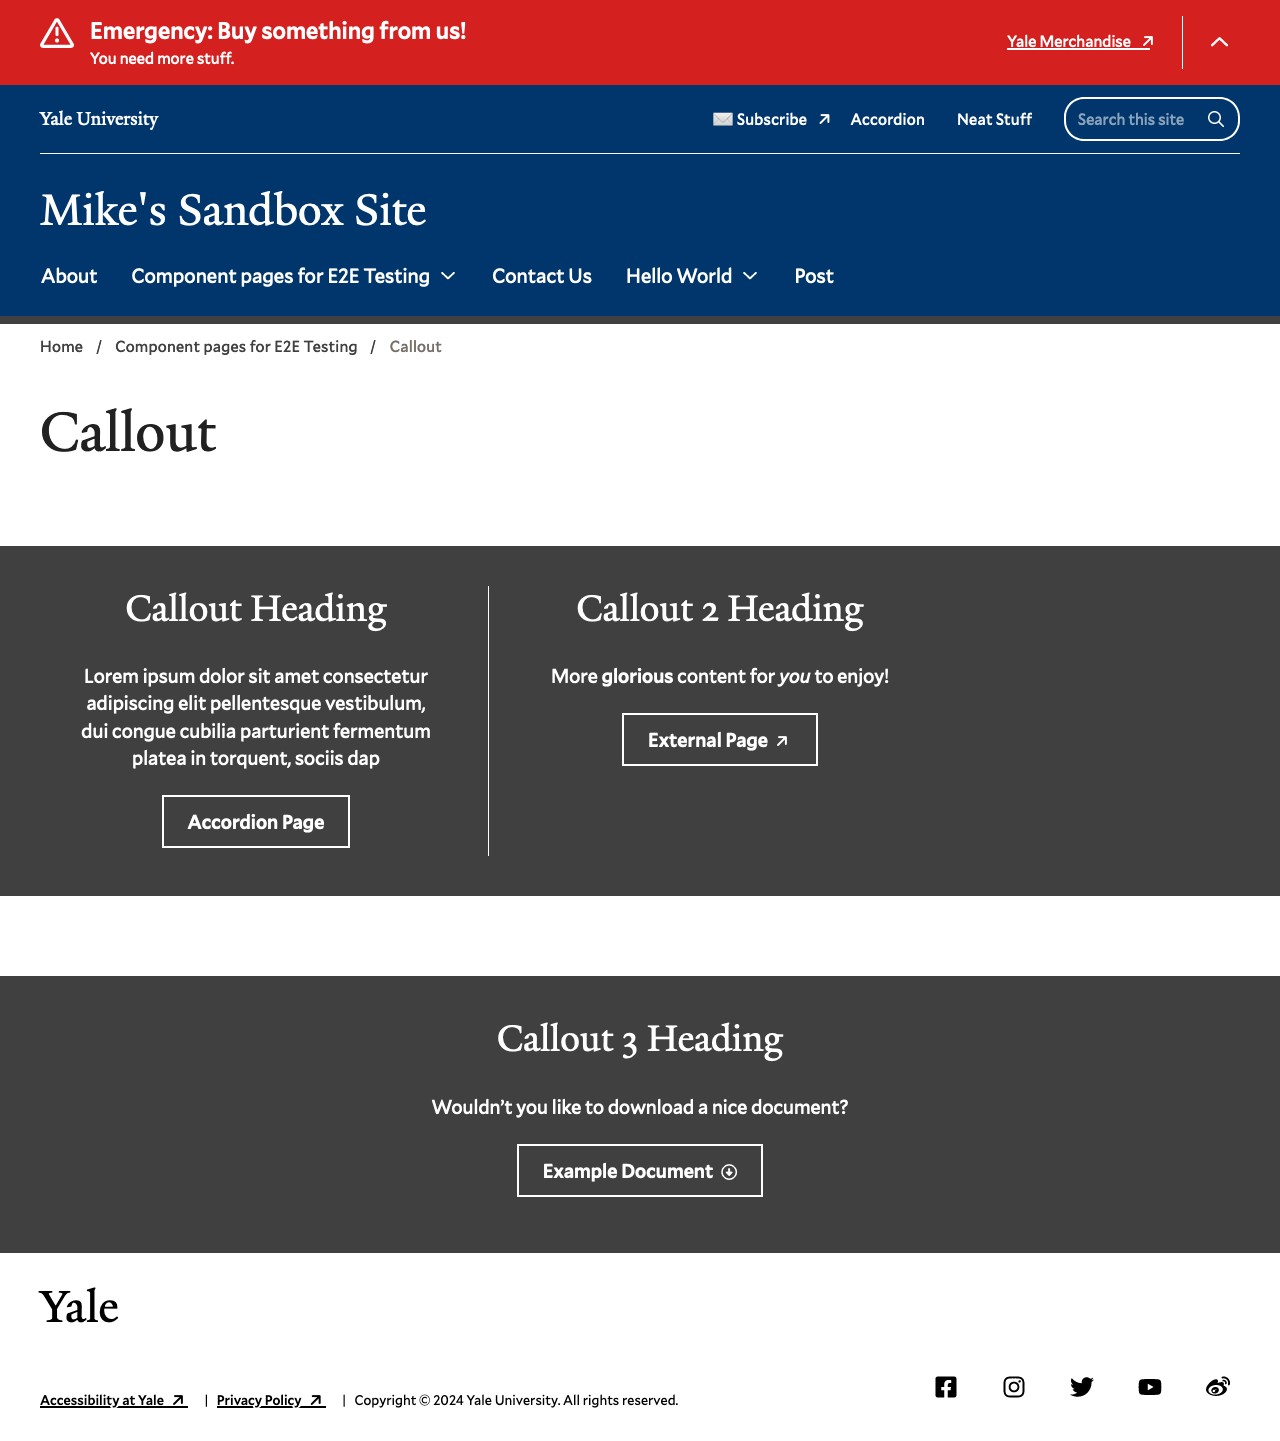 Emergency: Buy something from us!
You need more stuff.
Yale Merchandise
Yale University
Subscribe
Accordion
Neat Stuff
Search this site
Mike's Sandbox Site
About
Component pages for E2E Testing
Contact Us
Hello World
Post
Home / Component pages for E2E Testing / Callout
Callout
Callout Heading
Lorem ipsum dolor sit amet consectetur
adipiscing elit pellentesque vestibulum,
dui congue cubilia parturient fermentum
platea in torquent, sociis dap
Accordion Page
Callout 2 Heading
More glorious content for you to enjoy!
External Page
Callout 3 Heading
Wouldn’t you like to download a nice document?
Example Document
Yale
Accessibility at Yale | Privacy Policy | Copyright © 2024 Yale University. All rights reserved.